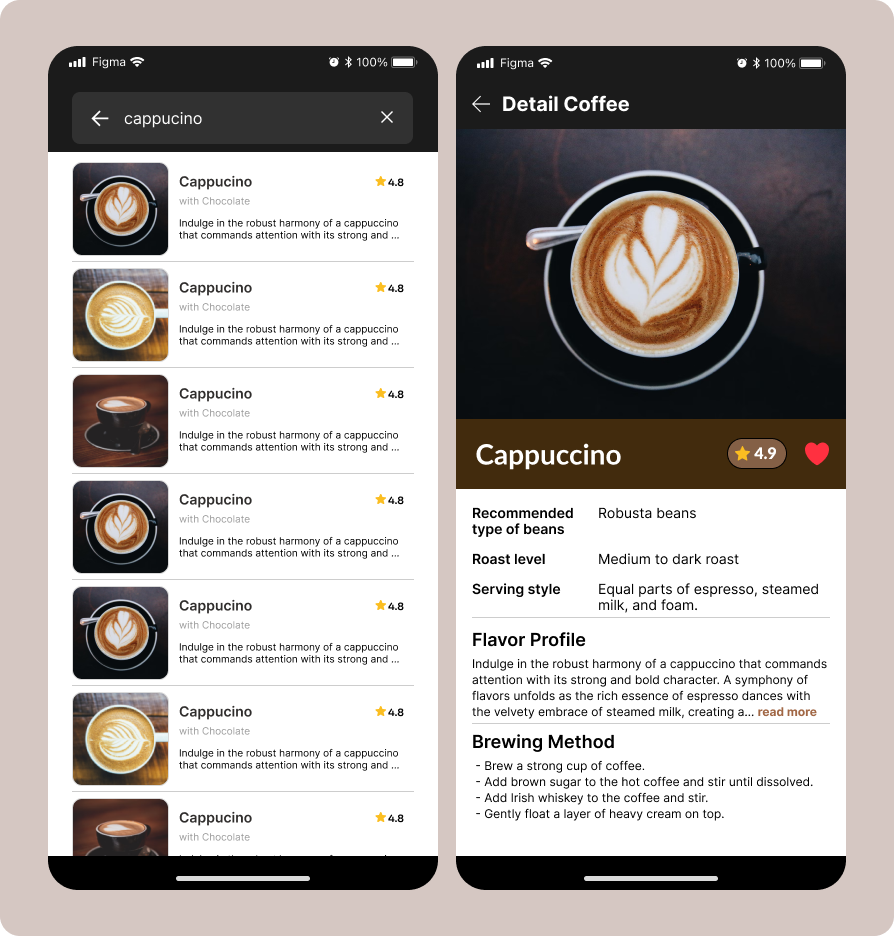 Figma 100%
cappucino
Cappucino 4.8
with Chocolate
Indulge in the robust harmony of a cappuccino
that commands attention with its strong and ...
Cappucino 4.8
with Chocolate
Indulge in the robust harmony of a cappuccino
that commands attention with its strong and ...
Cappucino 4.8
with Chocolate
Indulge in the robust harmony of a cappuccino
that commands attention with its strong and ...
Cappucino 4.8
with Chocolate
Indulge in the robust harmony of a cappuccino
that commands attention with its strong and ...
Cappucino 4.8
with Chocolate
Indulge in the robust harmony of a cappuccino
that commands attention with its strong and ...
Cappucino 4.8
with Chocolate
Indulge in the robust harmony of a cappuccino
that commands attention with its strong and ...
Cappucino 4.8
with Chocolate
Figma 100%
Detail Coffee
Cappuccino 4.9
Recommended Robusta beans
type of beans
Roast level Medium to dark roast
Serving style Equal parts of espresso, steamed
milk, and foam.
Flavor Profile
Indulge in the robust harmony of a cappuccino that commands
attention with its strong and bold character. A symphony of
flavors unfolds as the rich essence of espresso dances with
the velvety embrace of steamed milk, creating a... read more
Brewing Method
- Brew a strong cup of coffee.
- Add brown sugar to the hot coffee and stir until dissolved.
- Add Irish whiskey to the coffee and stir.
- Gently float a layer of heavy cream on top.